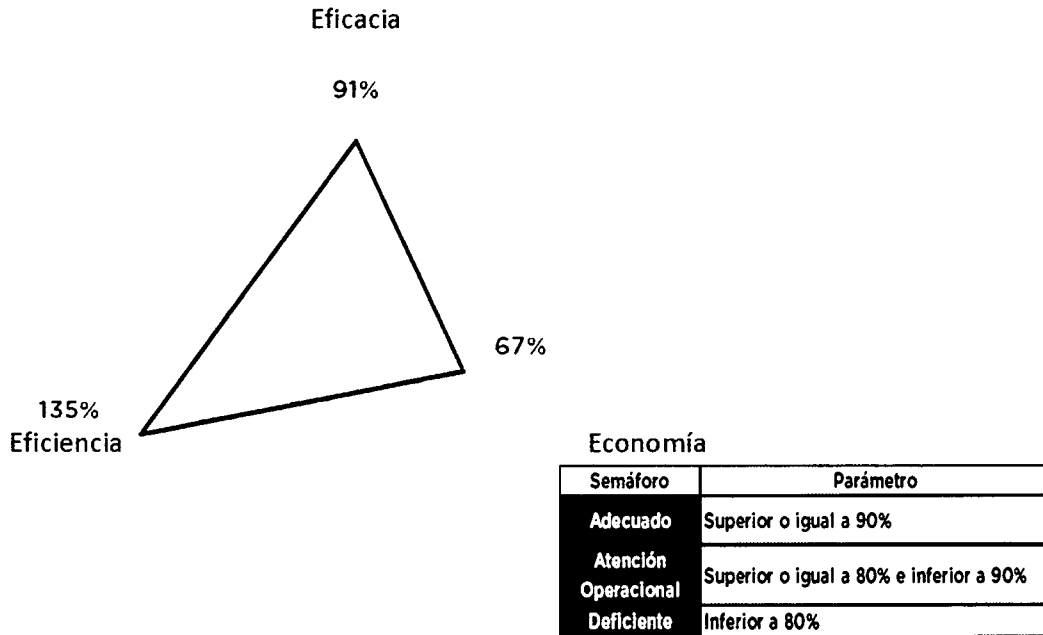 Eficacia
91%
67%
135%
Eficiencia
Economía
Semáforo Parámetro
Adecuado Superior o igual a 90%
Atención
Operacional Superior o igual a 80% e inferior a 90%
Deficiente Inferior a 80%